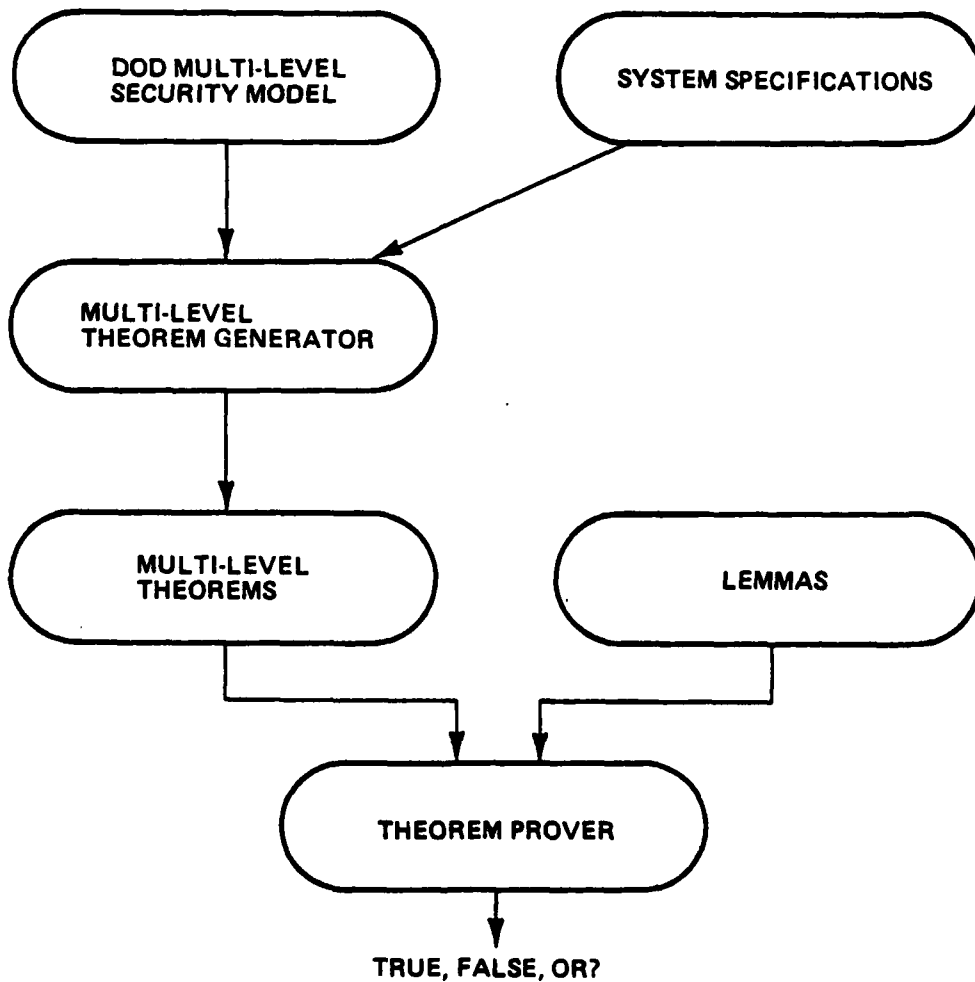 DOD MULTI-LEVEL
SECURITY MODEL
SYSTEM SPECIFICATIONS
MULTI-LEVEL
THEOREM GENERATOR
MULTI-LEVEL
THEOREMS
LEMMAS
THEOREM PROVER
TRUE, FALSE, OR?